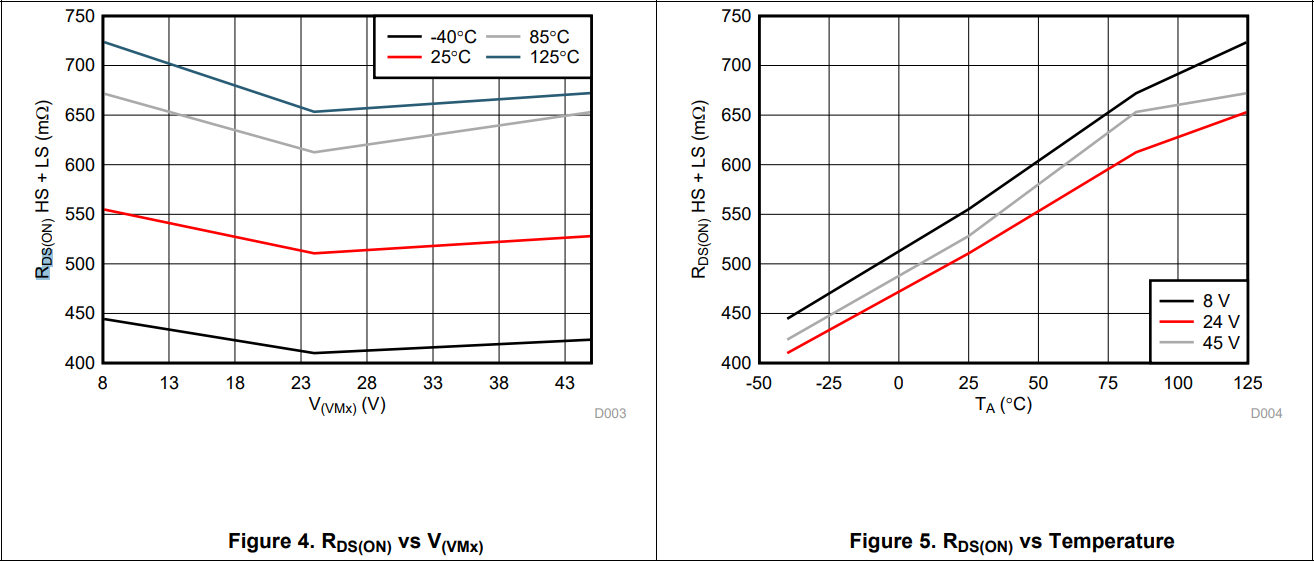 750
700
650
600
550
500
450
400
RDS(ON) HS + LS (mΩ)
-40°C 85°C
25°C 125°C
8 13 18 23 28 33 38 43
V(VMx) (V)
D003
Figure 4. RDS(ON) vs V(VMx)
750
700
650
600
550
500
450
400
RDS(ON) HS + LS (mΩ)
8 V
24 V
45 V
-50 -25 0 25 50 75 100 125
TA (°C)
D004
Figure 5. RDS(ON) vs Temperature